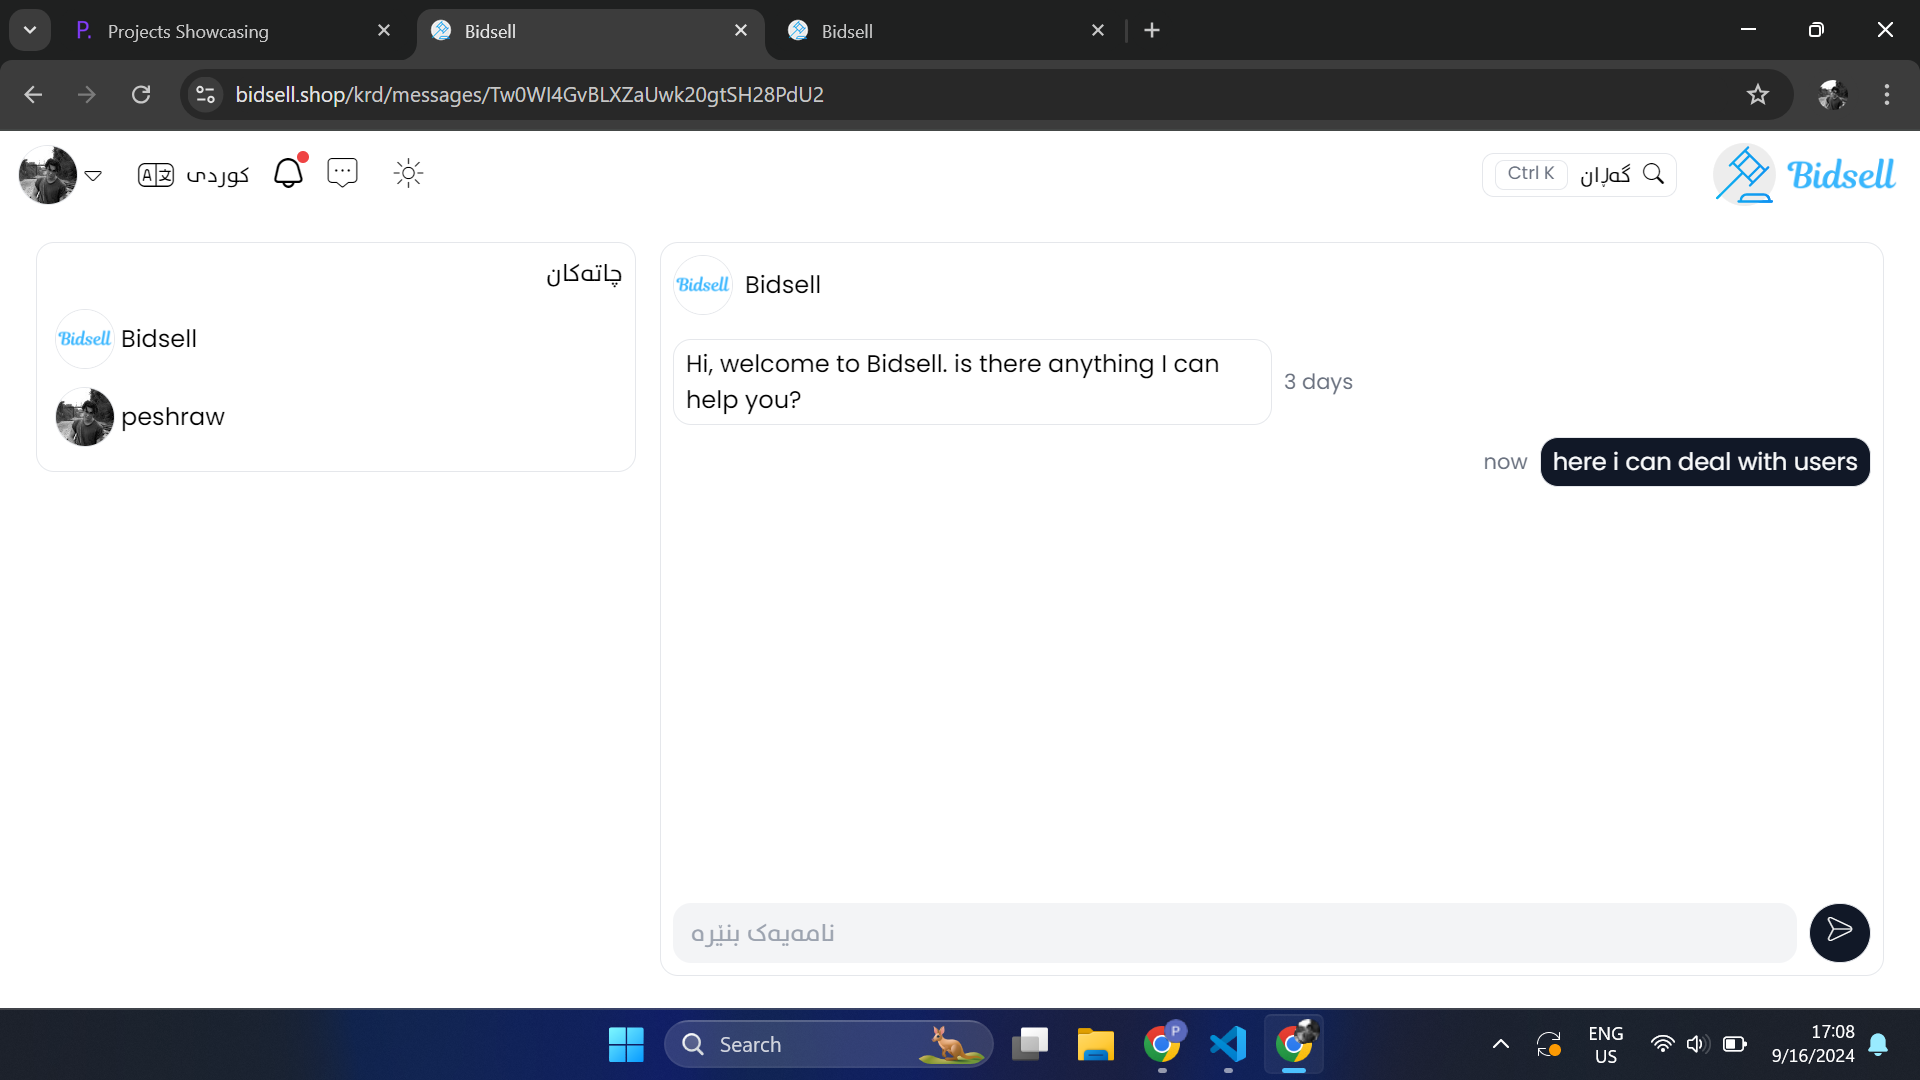 Projects Showcasing
Bidsell
Bidsell
bidsell.shop/krd/messages/Tw0WI4GvBLXZaUwk20gtSH28PdU2
کوردی
Ctrl K
گەڕان
Bidsell
چاتەکان
Bidsell
Bidsell
peshraw
Bidsell
Bidsell
Hi, welcome to Bidsell. is there anything I can
help you?
3 days
now
here i can deal with users
نامەیەک بنێرە
Search
P
ENG
US
17:08
9/16/2024